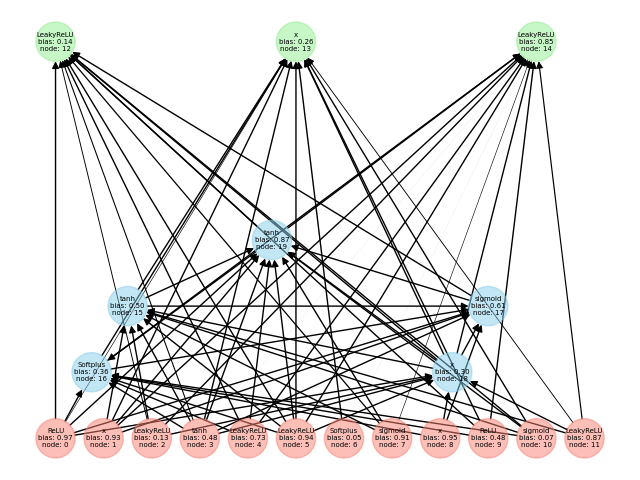 LeakyReLU
bias: 0.14
node: 12
x
bias: 0.26
node: 13
LeakyReLU
bias: 0.85
node: 14
tanh
bias: 0.87
node: 19
tanh
bias: 0.50
node: 15
sigmoid
bias: 0.61
node: 17
Softplus
bias: 0.36
node: 16
x
bias: 0.30
node: 18
ReLU
bias: 0.97
node: 0
x
bias: 0.93
node: 1
LeakyReLU
bias: 0.13
node: 2
tanh
bias: 0.48
node: 3
LeakyReLU
bias: 0.73
node: 4
LeakyReLU
bias: 0.94
node: 5
Softplus
bias: 0.05
node: 6
sigmoid
bias: 0.91
node: 7
x
bias: 0.95
node: 8
ReLU
bias: 0.48
node: 9
sigmoid
bias: 0.07
node: 10
LeakyReLU
bias: 0.87
node: 11